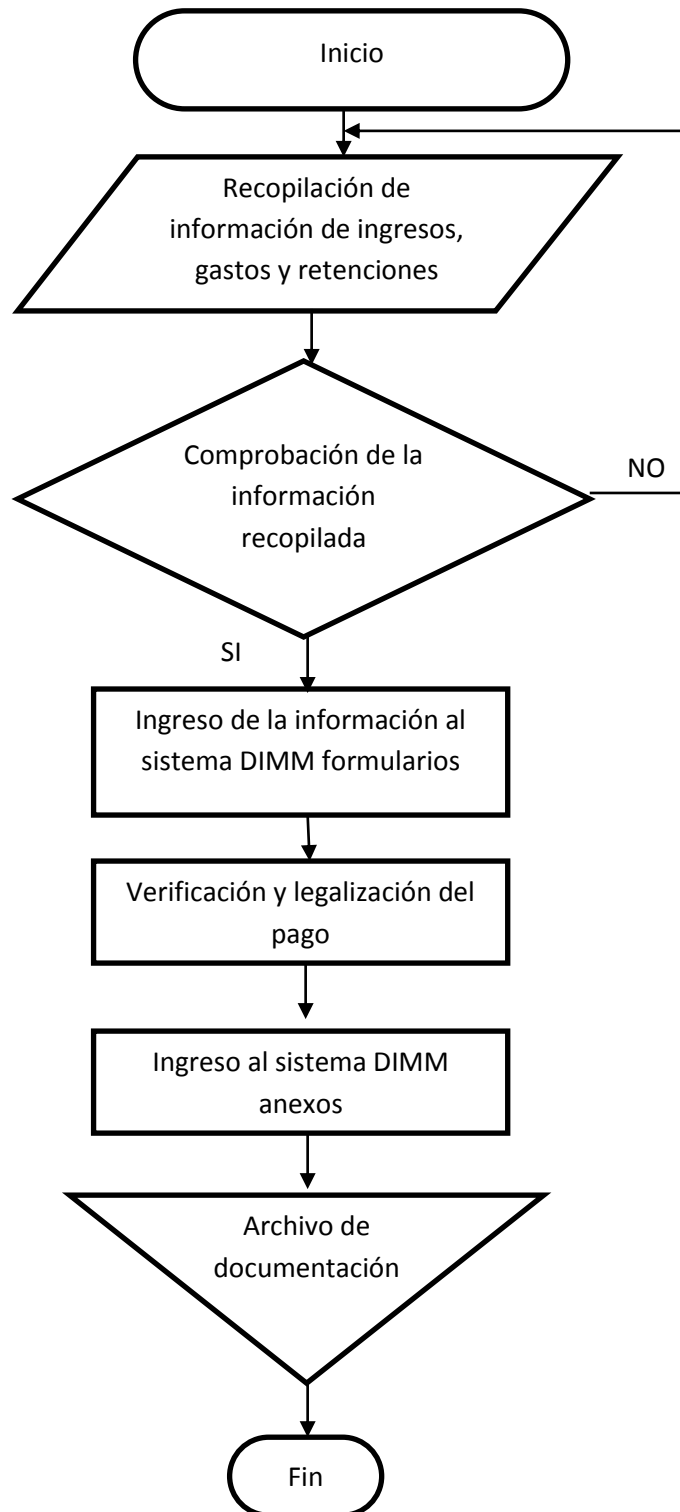 Inicio
Recopilación de
información de ingresos,
gastos y retenciones
Comprobación de la
información
recopilada
NO
SI
Ingreso de la información al
sistema DIMM formularios
Verificación y legalización del
pago
Ingreso al sistema DIMM
anexos
Archivo de
documentación
Fin